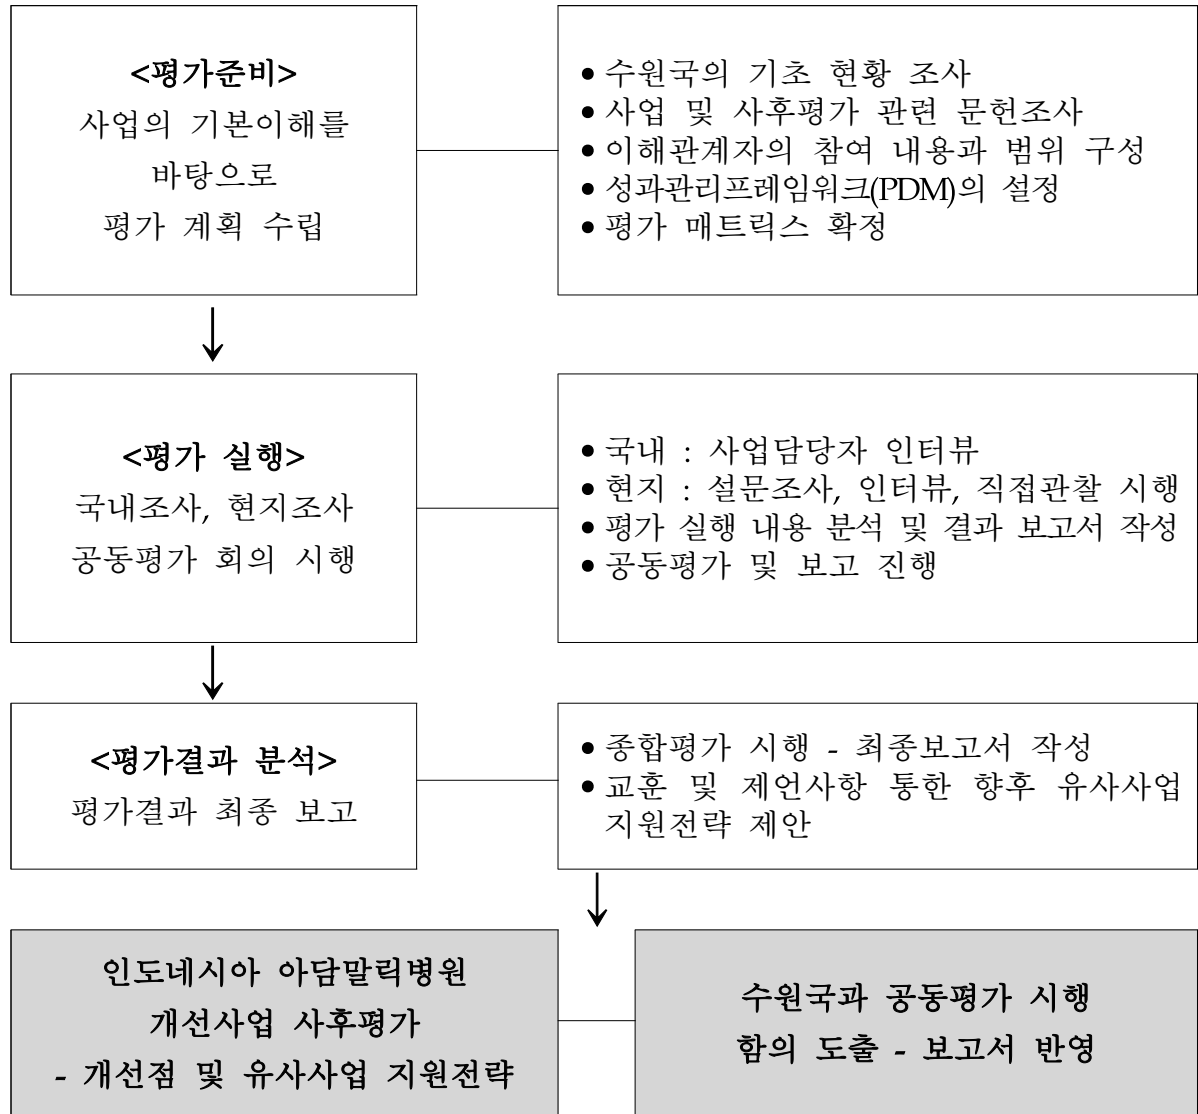 <평가준비>
사업의 기본이해를
바탕으로
평가 계획 수립
• 수원국의 기초 현황 조사
• 사업 및 사후평가 관련 문헌조사
• 이해관계자의 참여 내용과 범위 구성
• 성과관리프레임워크(PDM)의 설정
• 평가 매트릭스 확정
<평가 실행>
국내조사, 현지조사
공동평가 회의 시행
• 국내 : 사업담당자 인터뷰
• 현지 : 설문조사, 인터뷰, 직접관찰 시행
• 평가 실행 내용 분석 및 결과 보고서 작성
• 공동평가 및 보고 진행
<평가결과 분석>
평가결과 최종 보고
• 종합평가 시행 - 최종보고서 작성
• 교훈 및 제언사항 통한 향후 유사사업
지원전략 제안
인도네시아 아담말릭병원
개선사업 사후평가
- 개선점 및 유사사업 지원전략
수원국과 공동평가 시행
함의 도출 - 보고서 반영